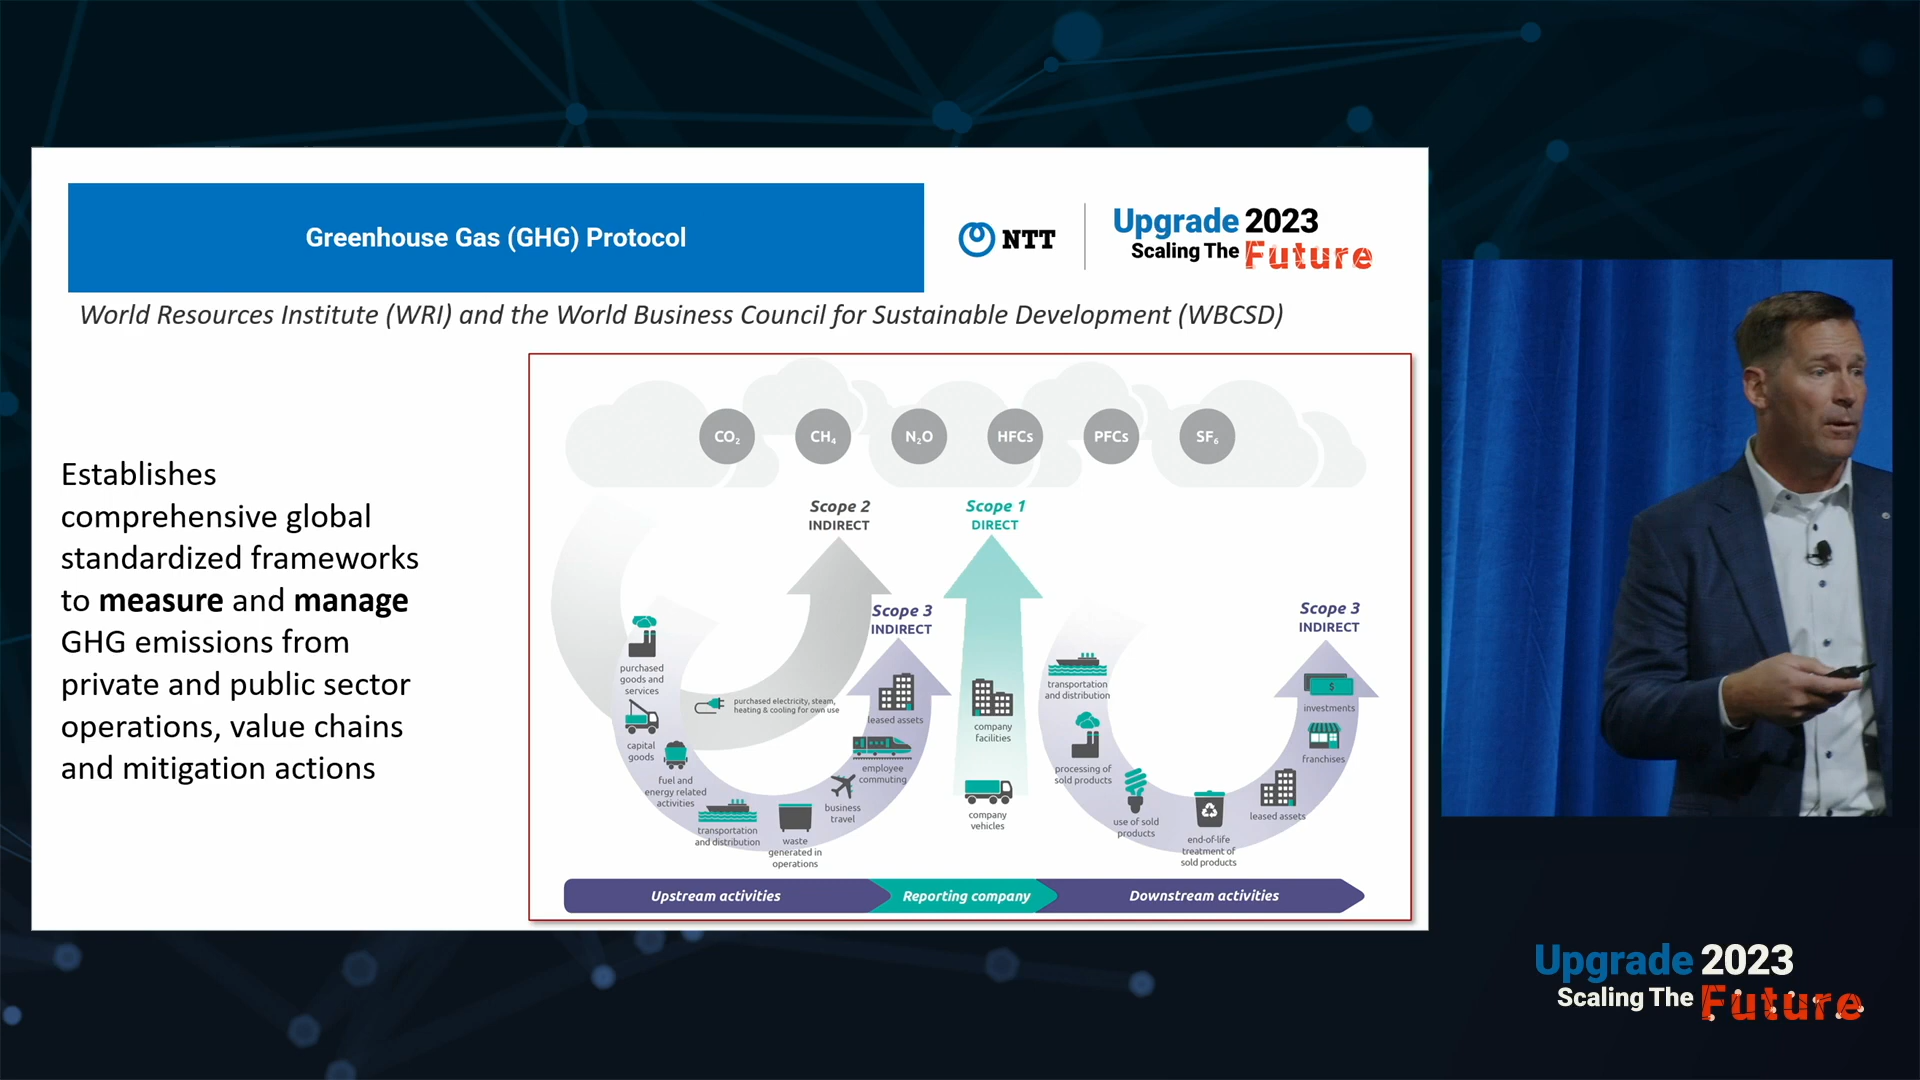 Greenhouse Gas (GHG) Protocol
NTT
Upgrade 2023
Scaling The Future
World Resources Institute (WRI) and the World Business Council for Sustainable Development (WBCSD)
Establishes
comprehensive global
standardized frameworks
to measure and manage
GHG emissions from
private and public sector
operations, value chains
and mitigation actions
CO₂
CH₄
N₂O
HFCs
PFCs
SF₆
Scope 2
INDIRECT
Scope 1
DIRECT
Scope 3
INDIRECT
Scope 3
INDIRECT
purchased
goods and
services
capital
goods
fuel and
energy related
activities
transportation
and distribution
waste
generated in
operations
business
travel
employee
commuting
leased assets
purchased electricity, steam,
heating & cooling for own use
company
facilities
company
vehicles
transportation
and distribution
processing of
sold products
use of sold
products
end-of-life
treatment of
sold products
leased assets
franchises
investments
Upstream activities
Reporting company
Downstream activities
Upgrade 2023
Scaling The Future